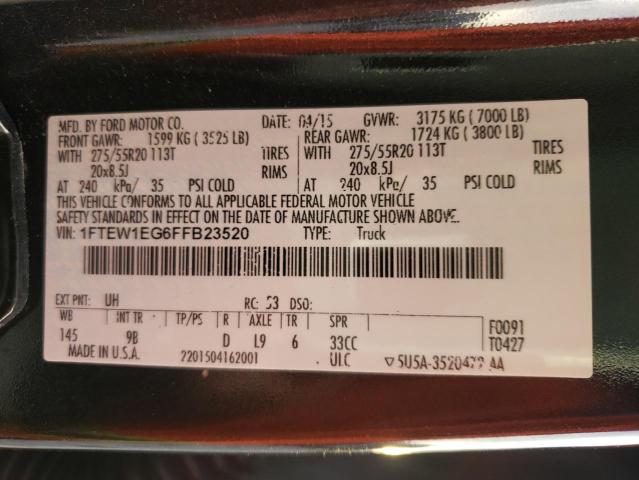 MFD. BY FORD MOTOR CO. DATE: 04/15 GVWR: 3175 KG ( 7000 LB)
FRONT GAWR: 1599 KG ( 3525 LB) REAR GAWR: 1724 KG ( 3800 LB)
WITH 275/55R20 113T TIRES WITH 275/55R20 113T TIRES
20x8.5J RIMS 20x8.5J RIMS
AT 240 kPa/ 35 PSI COLD AT 240 kPa/ 35 PSI COLD
THIS VEHICLE CONFORMS TO ALL APPLICABLE FEDERAL MOTOR VEHICLE
SAFETY STANDARDS IN EFFECT ON THE DATE OF MANUFACTURE SHOWN ABOVE.
VIN: 1FTEW1EG6FFB23520 TYPE: Truck
EXT PNT: UH RC: 53 DSO:
WB INT TR TP/PS R AXLE TR SPR F0091
145 9B D L9 6 33CC T0427
MADE IN U.S.A. 2201504162001 ULC ▽5U5A-3520472-AA